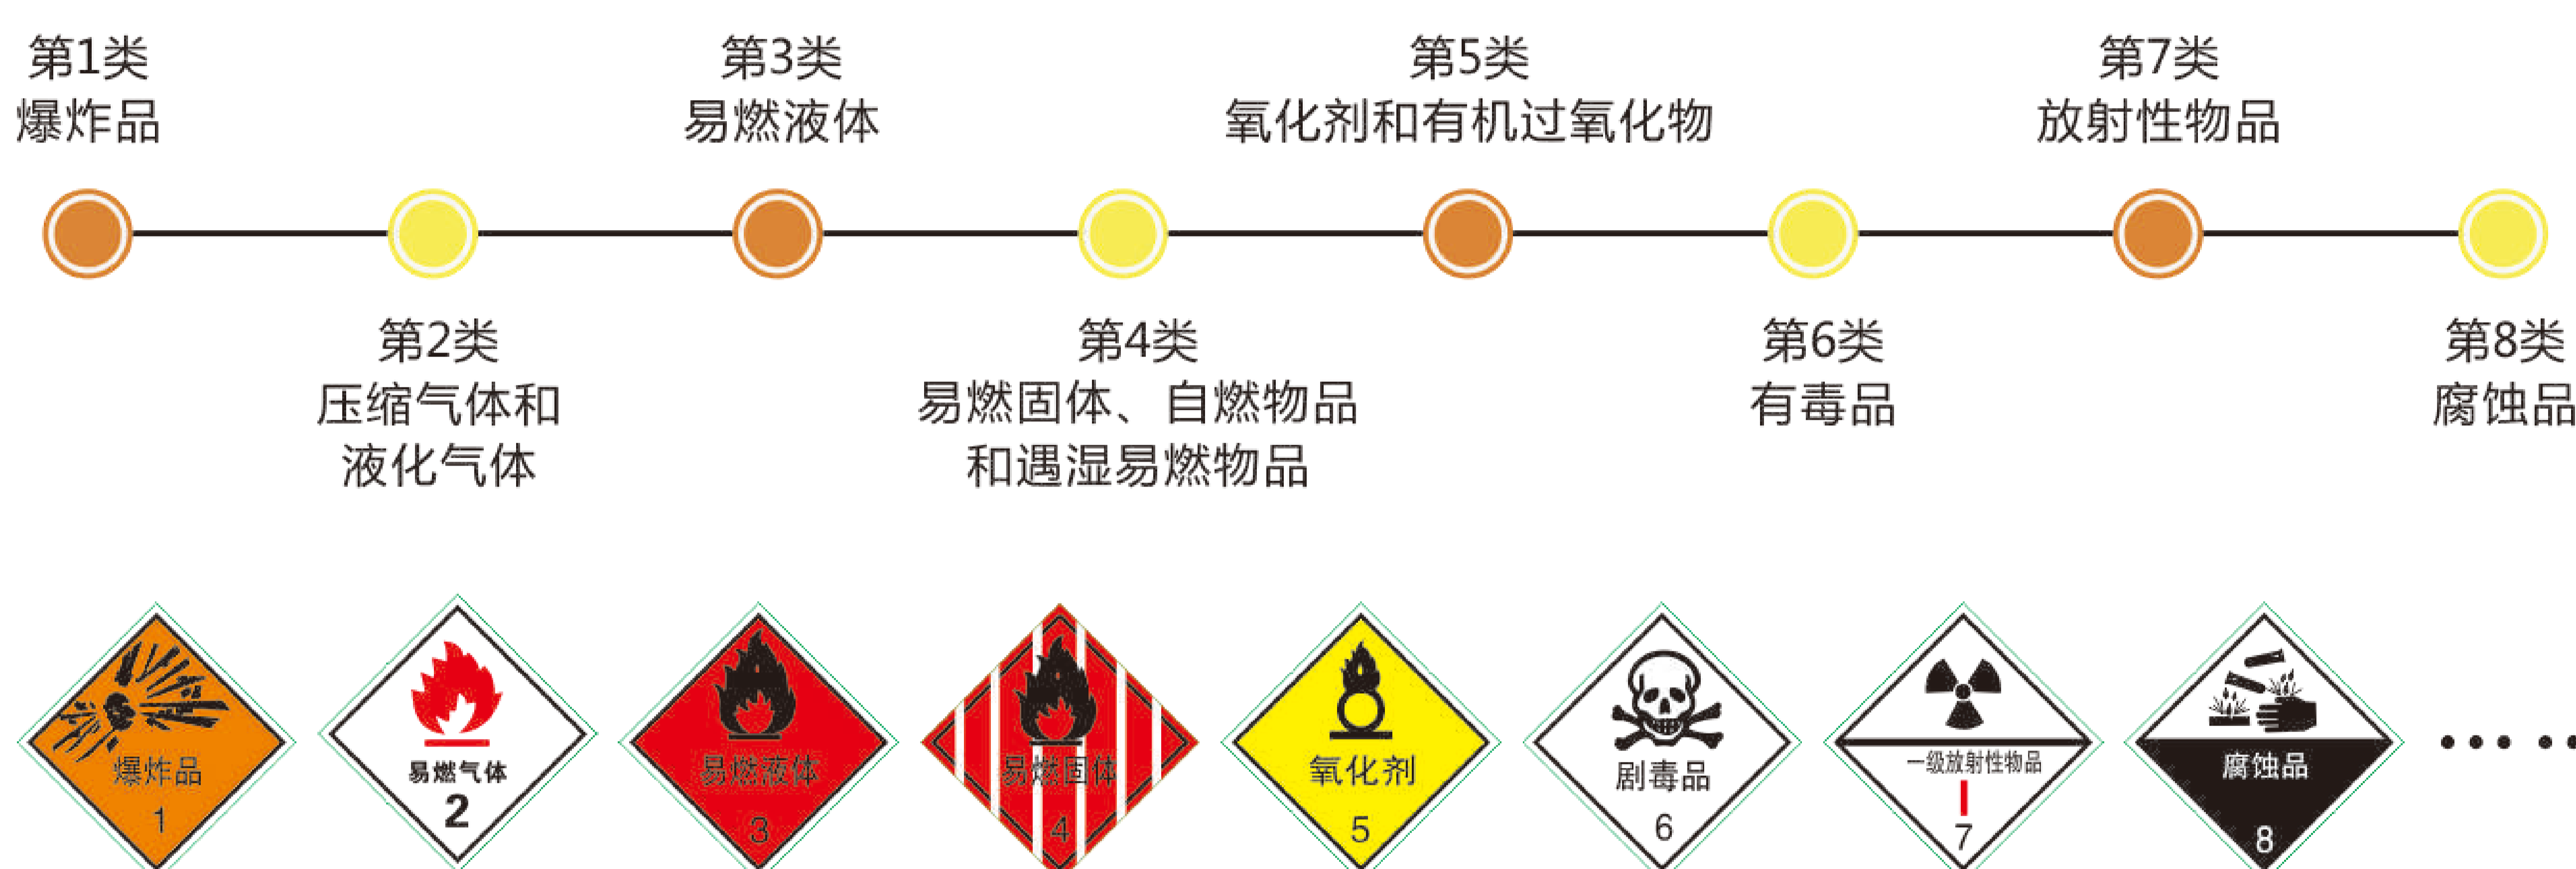 第1类
爆炸品
第3类
易燃液体
第5类
氧化剂和有机过氧化物
第7类
放射性物品
第2类
压缩气体和
液化气体
第4类
易燃固体、自燃物品
和遇湿易燃物品
第6类
有毒品
第8类
腐蚀品
爆炸品
1
易燃气体
2
易燃液体
3
易燃固体
4
氧化剂
5
剧毒品
6
一级放射性物品
I
7
腐蚀品
8